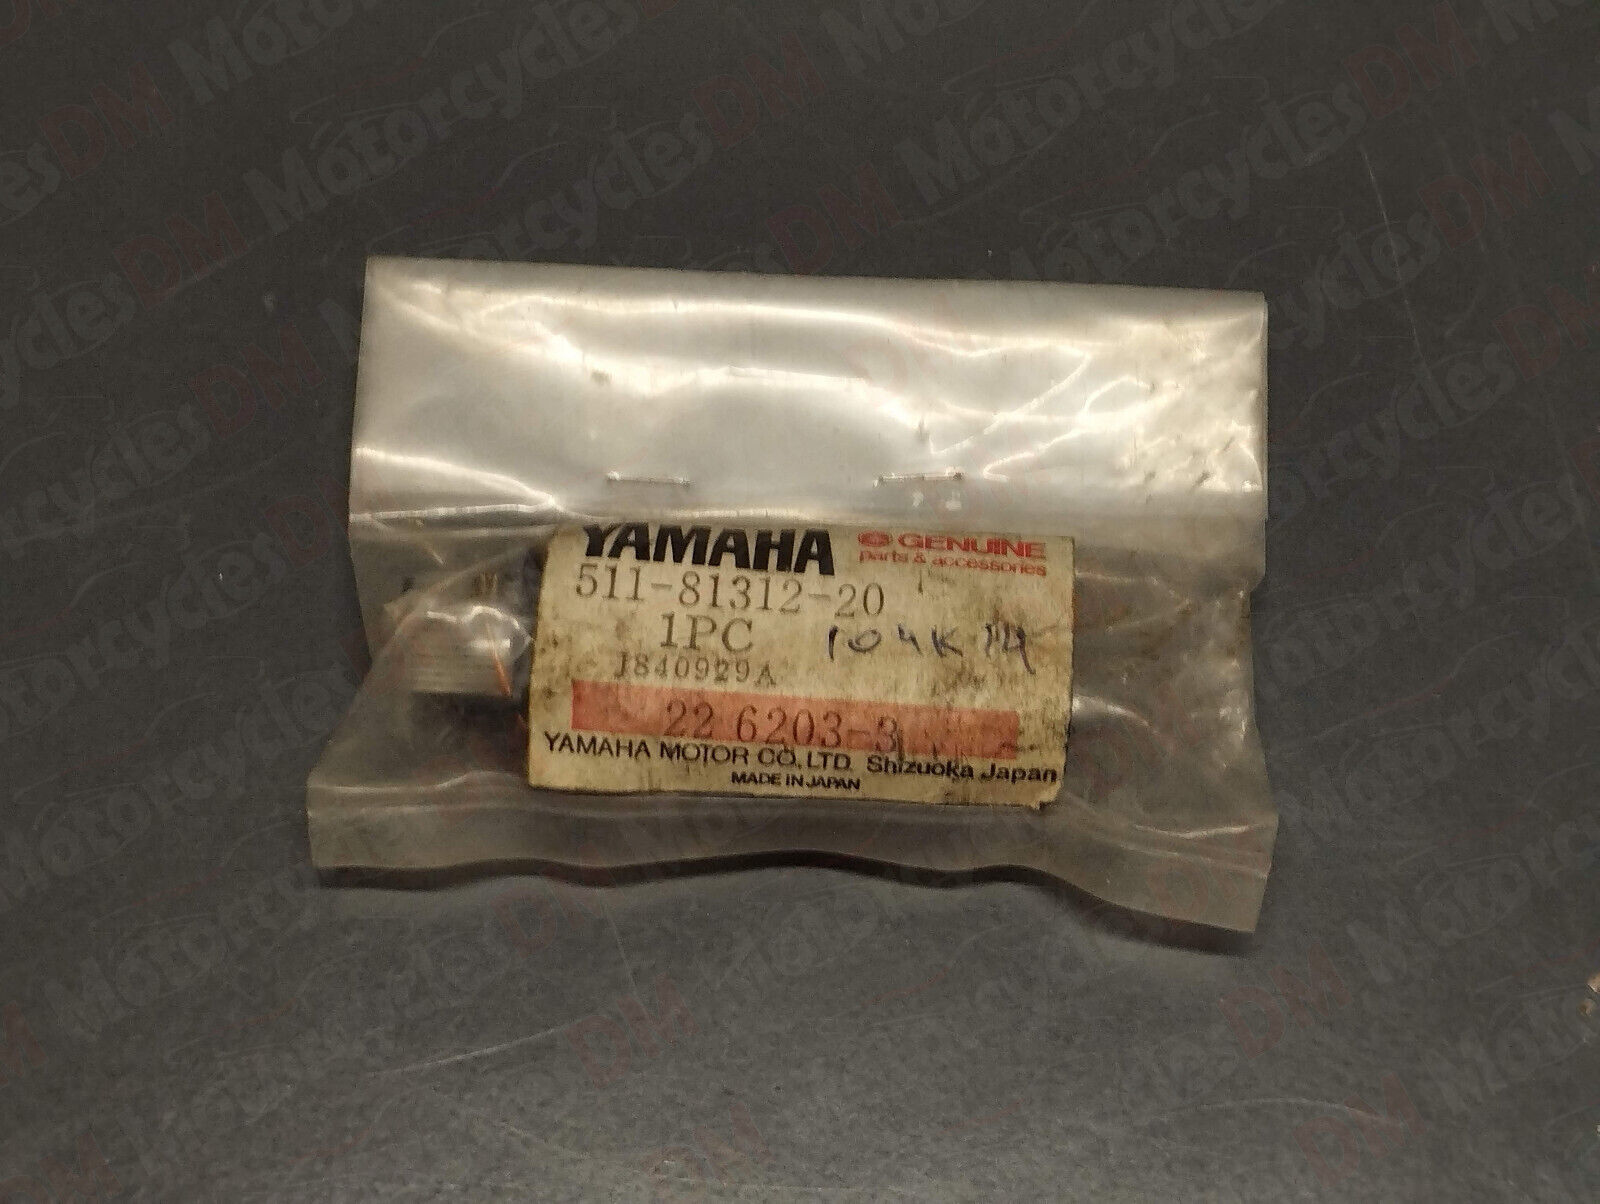 YAMAHA GENUINE
parts & accessories
511-81312-20
1PC
J840929A
22 6203-3
YAMAHA MOTOR CO., LTD. Shizuoka Japan
MADE IN JAPAN
DM Motorcycles